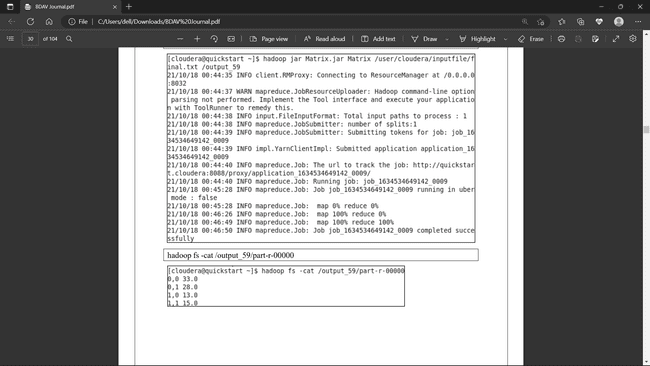 BDAV Journal.pdf
File
C:/Users/dell/Downloads/BDAV%20Journal.pdf
30 of 104
Page view
Read aloud
Add text
Draw
Highlight
Erase
[cloudera@quickstart ~]$ hadoop jar Matrix.jar Matrix /user/cloudera/inputfile/f
inal.txt /output_59
21/10/18 00:44:35 INFO client.RMProxy: Connecting to ResourceManager at /0.0.0.0
:8032
21/10/18 00:44:37 WARN mapreduce.JobResourceUploader: Hadoop command-line option
parsing not performed. Implement the Tool interface and execute your applicatio
n with ToolRunner to remedy this.
21/10/18 00:44:38 INFO input.FileInputFormat: Total input paths to process : 1
21/10/18 00:44:38 INFO mapreduce.JobSubmitter: number of splits:1
21/10/18 00:44:39 INFO mapreduce.JobSubmitter: Submitting tokens for job: job_16
34534649142_0009
21/10/18 00:44:39 INFO impl.YarnClientImpl: Submitted application application_16
34534649142_0009
21/10/18 00:44:40 INFO mapreduce.Job: The url to track the job: http://quickstar
t.cloudera:8088/proxy/application_1634534649142_0009/
21/10/18 00:44:40 INFO mapreduce.Job: Running job: job_1634534649142_0009
21/10/18 00:45:28 INFO mapreduce.Job: Job job_1634534649142_0009 running in uber
mode : false
21/10/18 00:45:28 INFO mapreduce.Job:  map 0% reduce 0%
21/10/18 00:46:26 INFO mapreduce.Job:  map 100% reduce 0%
21/10/18 00:46:49 INFO mapreduce.Job:  map 100% reduce 100%
21/10/18 00:46:50 INFO mapreduce.Job: Job job_1634534649142_0009 completed succe
ssfully
hadoop fs -cat /output_59/part-r-00000
[cloudera@quickstart ~]$ hadoop fs -cat /output_59/part-r-00000
0,0 33.0
0,1 28.0
1,0 13.0
1,1 15.0